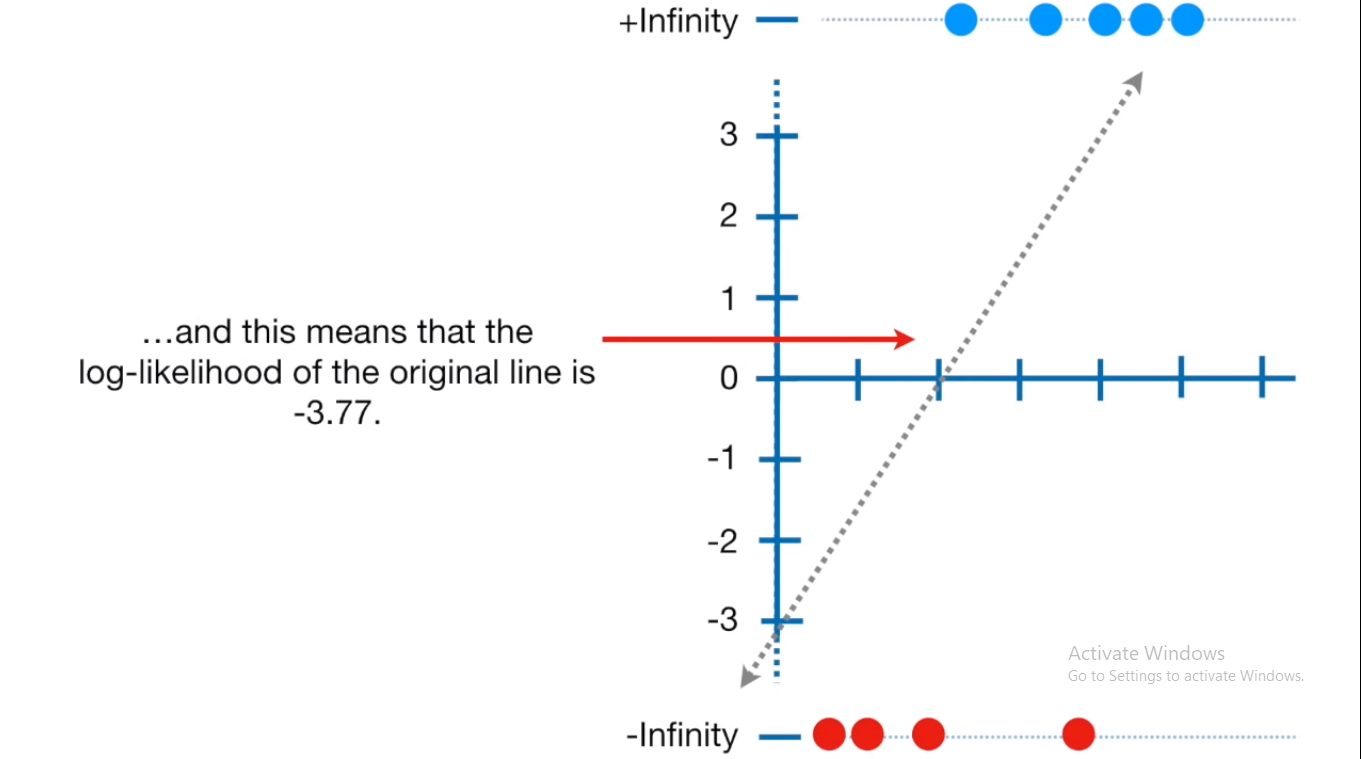 +Infinity
3
2
1
…and this means that the
log-likelihood of the original line is
-3.77.
0
-1
-2
-3
Activate Windows
Go to Settings to activate Windows.
-Infinity